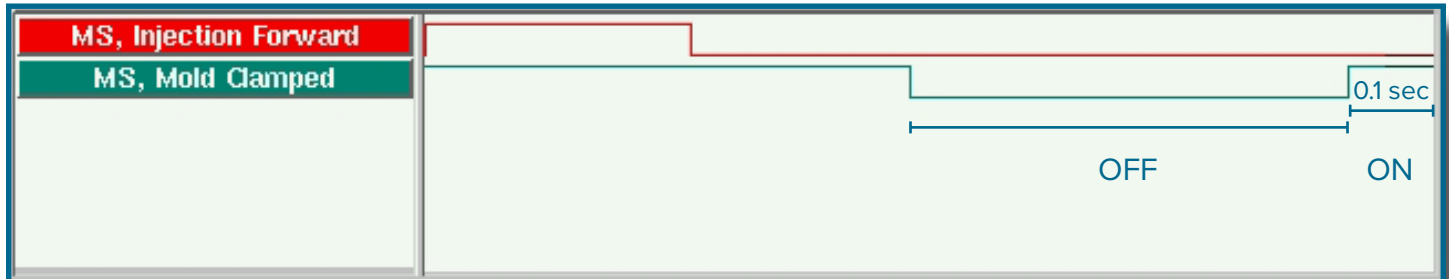 MS, Injection Forward
MS, Mold Clamped
0.1 sec
OFF
ON